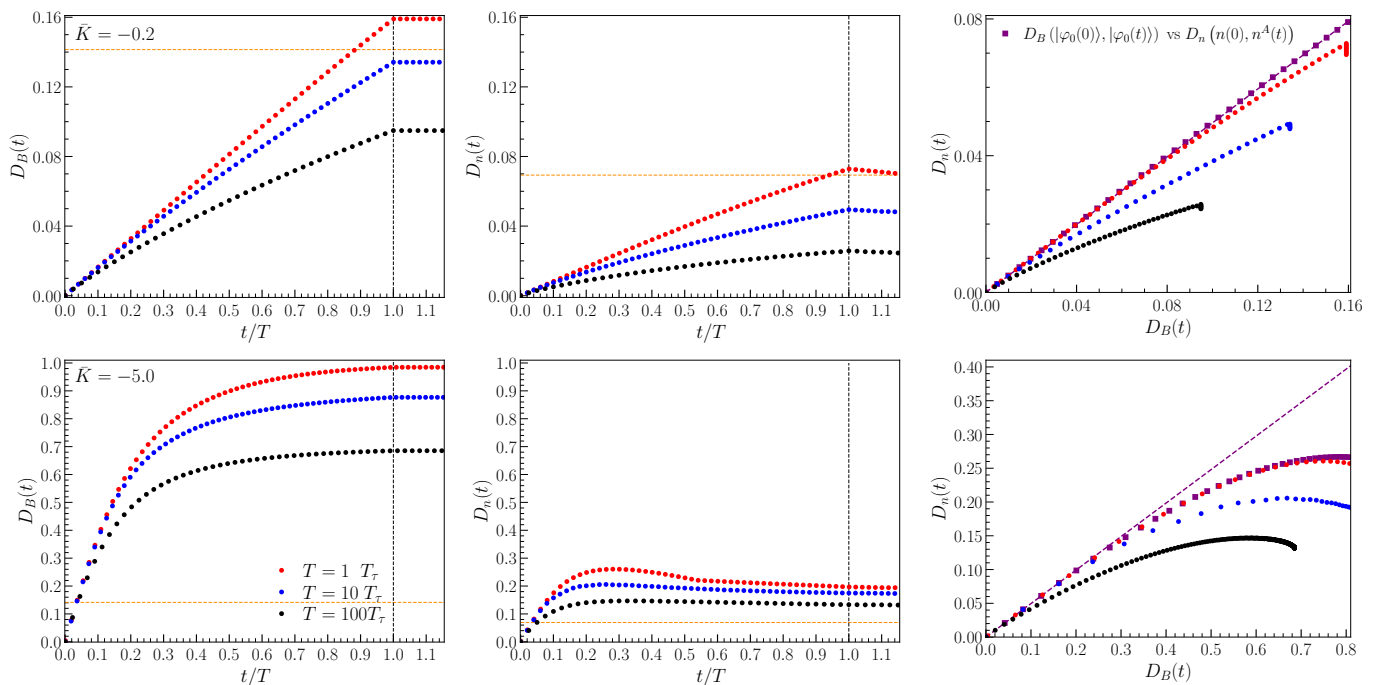 K̄ = −0.2
D_B(t)
0.16
0.12
0.08
0.04
0.00
0.0 0.1 0.2 0.3 0.4 0.5 0.6 0.7 0.8 0.9 1.0 1.1
t/T
D_n(t)
0.16
0.12
0.08
0.04
0.00
0.0 0.1 0.2 0.3 0.4 0.5 0.6 0.7 0.8 0.9 1.0 1.1
t/T
D_B(|φ₀(0)⟩, |φ₀(t)⟩) vs D_n(n(0), n^A(t))
D_n(t)
0.08
0.04
0.00
0.00 0.04 0.08 0.12 0.16
D_B(t)
K̄ = −5.0
D_B(t)
1.0
0.9
0.8
0.7
0.6
0.5
0.4
0.3
0.2
0.1
0.0
T = 1 T_τ
T = 10 T_τ
T = 100T_τ
0.0 0.1 0.2 0.3 0.4 0.5 0.6 0.7 0.8 0.9 1.0 1.1
t/T
D_n(t)
1.0
0.9
0.8
0.7
0.6
0.5
0.4
0.3
0.2
0.1
0.0
0.0 0.1 0.2 0.3 0.4 0.5 0.6 0.7 0.8 0.9 1.0 1.1
t/T
D_n(t)
0.40
0.35
0.30
0.25
0.20
0.15
0.10
0.05
0.00
0.0 0.1 0.2 0.3 0.4 0.5 0.6 0.7 0.8
D_B(t)